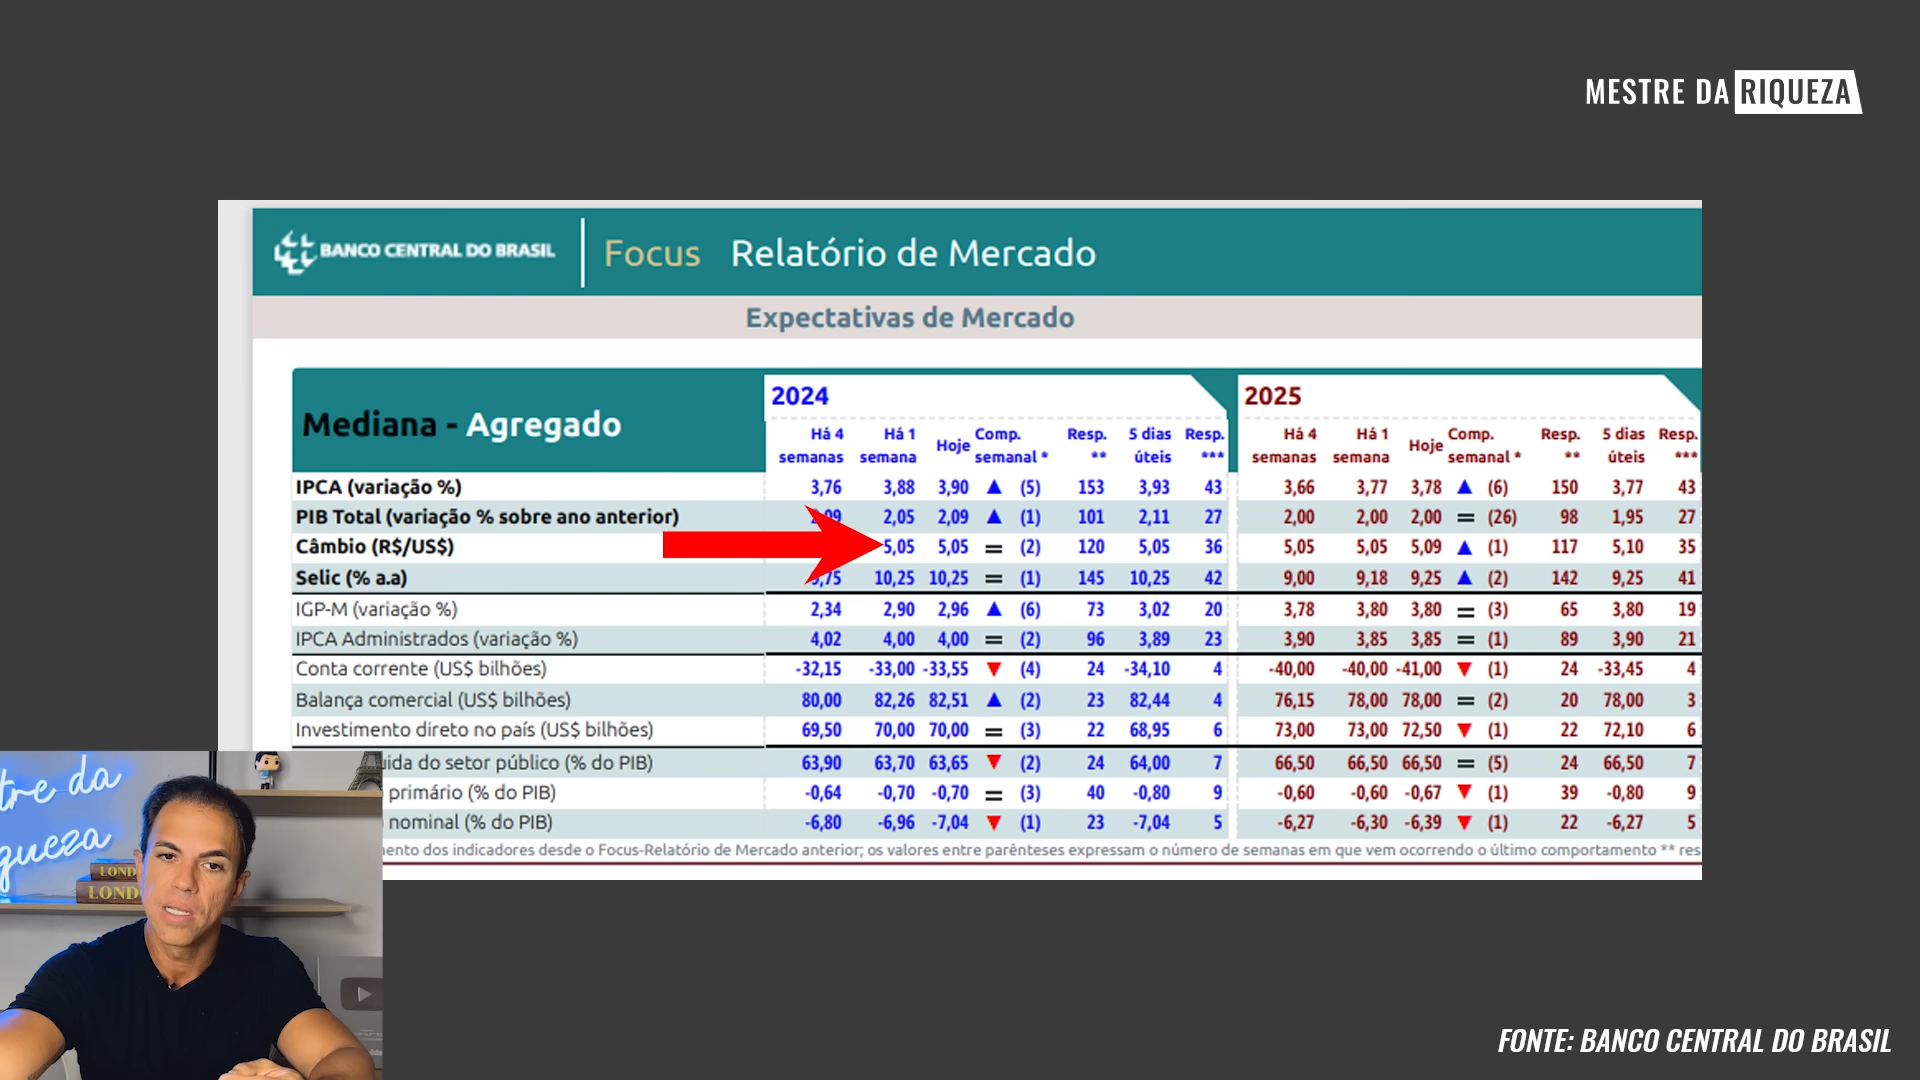 MESTRE DA RIQUEZA
BANCO CENTRAL DO BRASIL Focus Relatório de Mercado
Expectativas de Mercado
Mediana - Agregado
2024 2025
Há 4 semanas Há 1 semana Hoje Comp. semanal * Resp. ** 5 dias úteis Resp. *** Há 4 semanas Há 1 semana Hoje Comp. semanal * Resp. ** 5 dias úteis Resp. ***
IPCA (variação %) 3,76 3,88 3,90 ▲ (5) 153 3,93 43 3,66 3,77 3,78 ▲ (6) 150 3,77 43
PIB Total (variação % sobre ano anterior) 2,05 2,09 ▲ (1) 101 2,11 27 2,00 2,00 2,00 = (26) 98 1,95 27
Câmbio (R$/US$) 5,05 5,05 = (2) 120 5,05 36 5,05 5,05 5,09 ▲ (1) 117 5,10 35
Selic (% a.a) 10,25 10,25 = (1) 145 10,25 42 9,00 9,18 9,25 ▲ (2) 142 9,25 41
IGP-M (variação %) 2,34 2,90 2,96 ▲ (6) 73 3,02 20 3,78 3,80 3,80 = (3) 65 3,80 19
IPCA Administrados (variação %) 4,02 4,00 4,00 = (2) 96 3,89 23 3,90 3,85 3,85 = (1) 89 3,90 21
Conta corrente (US$ bilhões) -32,15 -33,00 -33,55 ▼ (4) 24 -34,10 4 -40,00 -40,00 -41,00 ▼ (1) 24 -33,45 4
Balança comercial (US$ bilhões) 80,00 82,26 82,51 ▲ (2) 23 82,44 4 76,15 78,00 78,00 = (2) 20 78,00 3
Investimento direto no país (US$ bilhões) 69,50 70,00 70,00 = (3) 22 68,95 6 73,00 73,00 72,50 ▼ (1) 22 72,10 6
uida do setor público (% do PIB) 63,90 63,70 63,65 ▼ (2) 24 64,00 7 66,50 66,50 66,50 = (5) 24 66,50 7
primário (% do PIB) -0,64 -0,70 -0,70 = (3) 40 -0,80 9 -0,60 -0,60 -0,67 ▼ (1) 39 -0,80 9
nominal (% do PIB) -6,80 -6,96 -7,04 ▼ (1) 23 -7,04 5 -6,27 -6,30 -6,39 ▼ (1) 22 -6,27 5
ento dos indicadores desde o Focus-Relatório de Mercado anterior; os valores entre parênteses expressam o número de semanas em que vem ocorrendo o último comportamento ** res
tre da
queza
LOND
LOND
FONTE: BANCO CENTRAL DO BRASIL